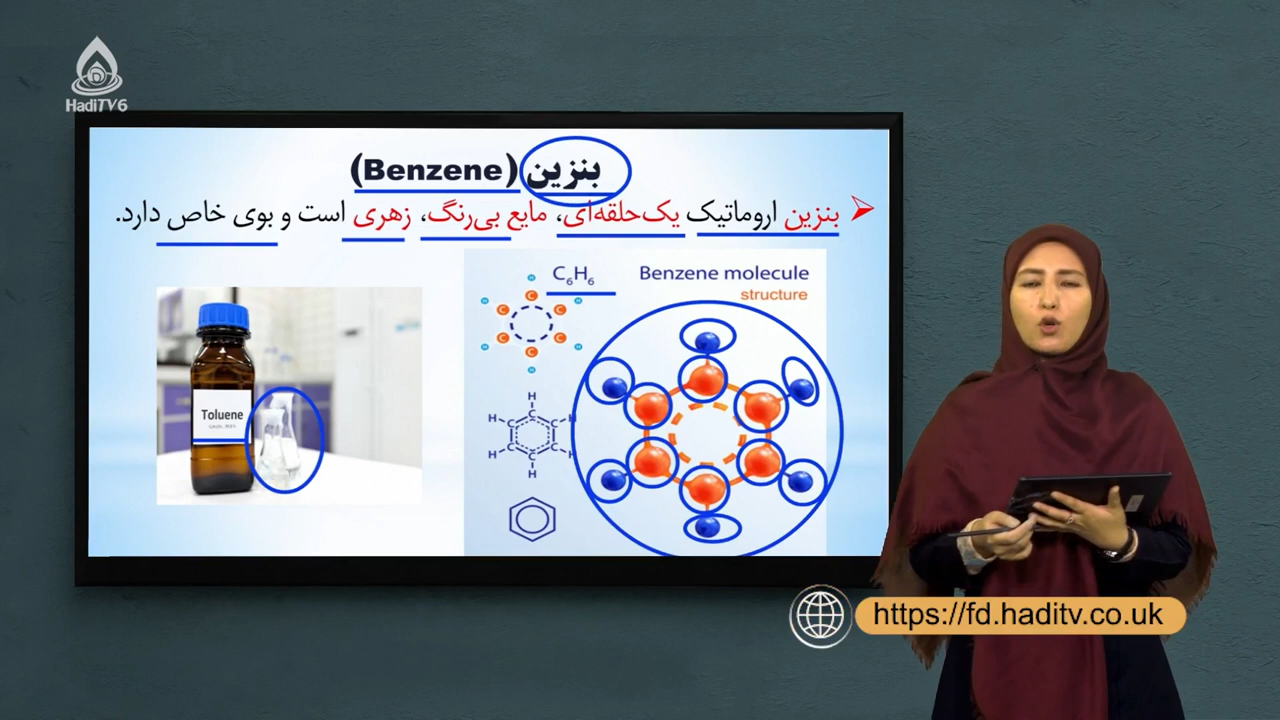 HadiTV6
بنزین (Benzene)
بنزین اروماتیک یک‌حلقه‌ای، مایع بی‌رنگ، زهری است و بوی خاص دارد.
C6H6
Benzene molecule
structure
H
H H
C
C C
C C
C
H H
H
H
H C H
C C
C C
H C H
H
Toluene
https://fd.haditv.co.uk